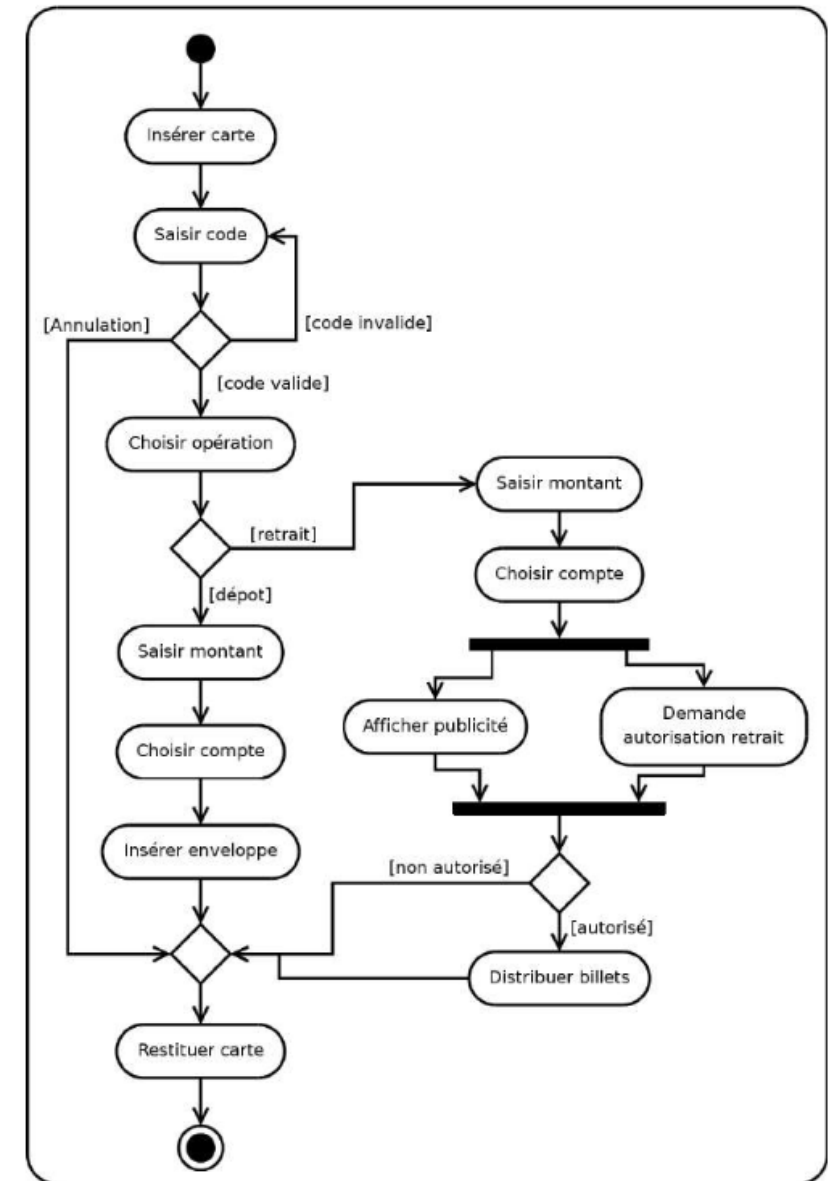 Insérer carte
Saisir code
[Annulation]
[code invalide]
[code valide]
Choisir opération
[retrait]
Saisir montant
Choisir compte
[dépot]
Saisir montant
Afficher publicité
Demande
autorisation retrait
Choisir compte
Insérer enveloppe
[non autorisé]
[autorisé]
Distribuer billets
Restituer carte